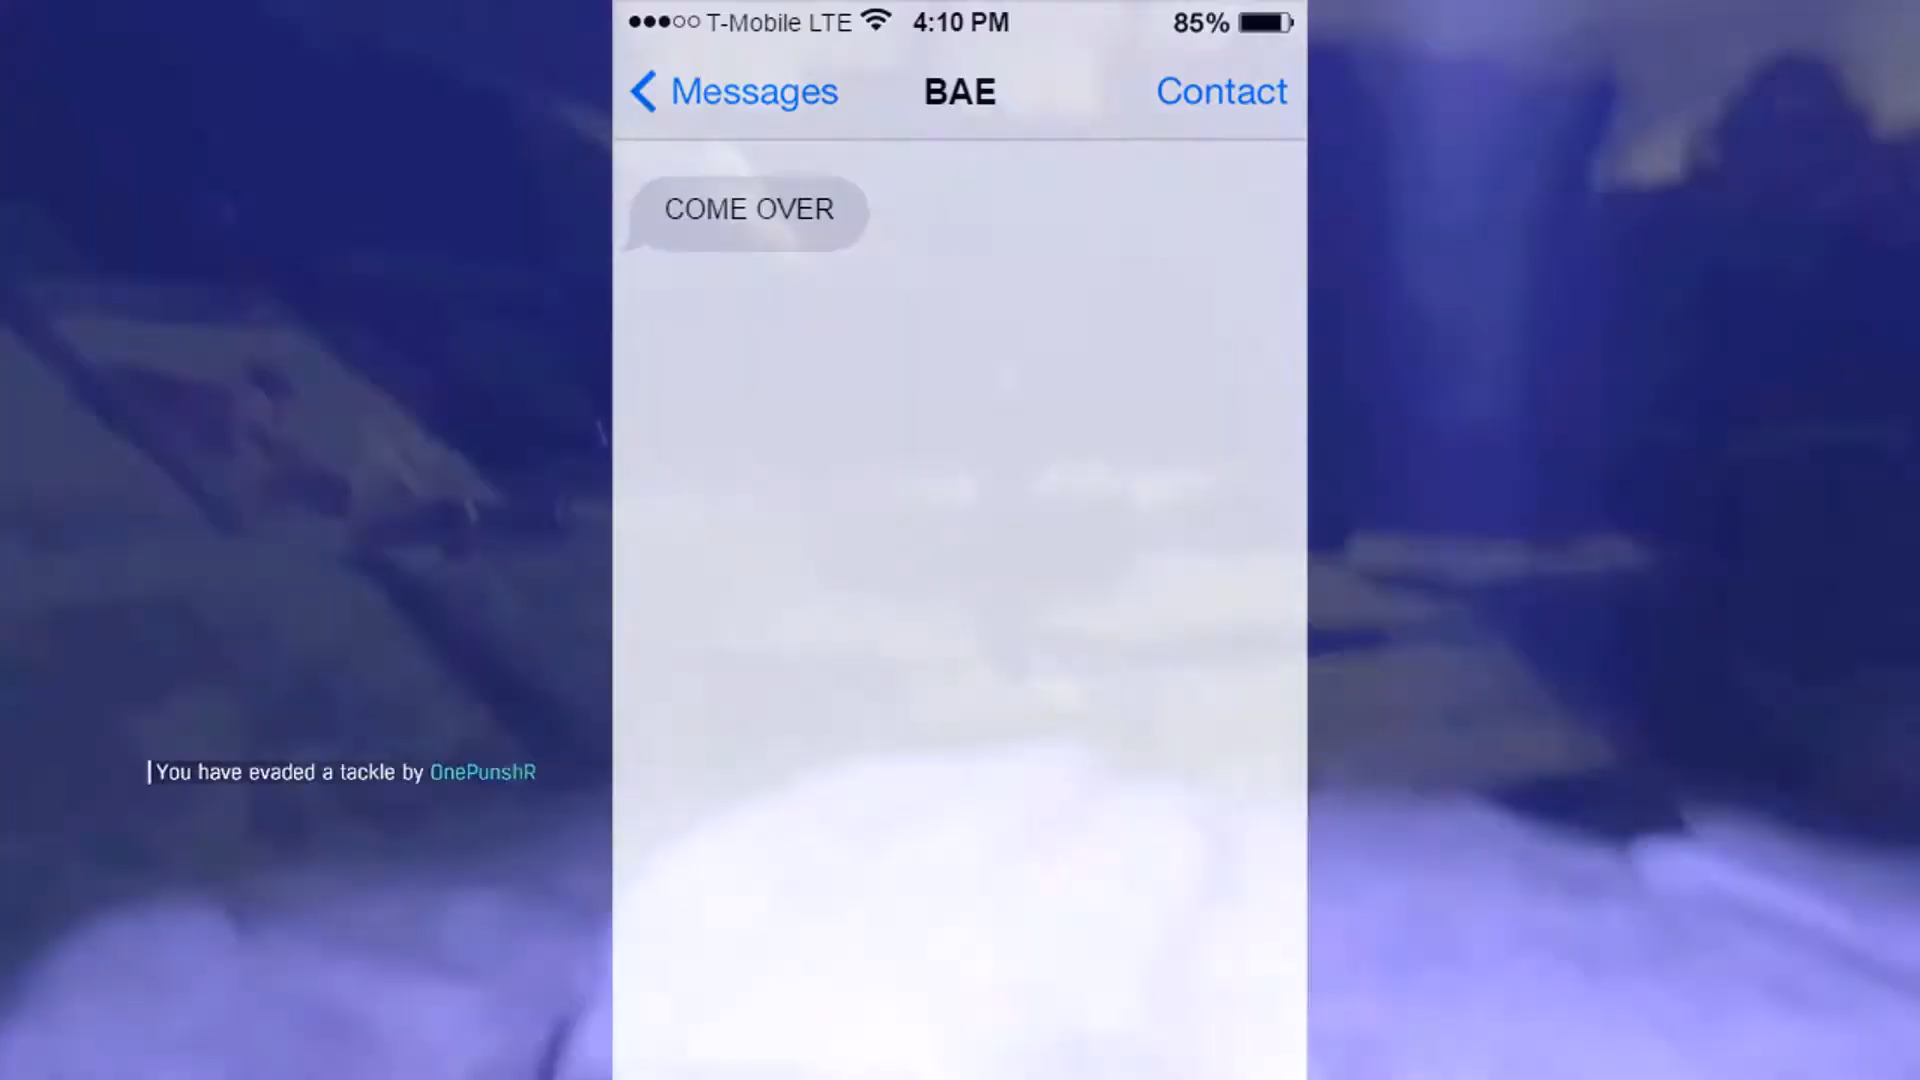 T-Mobile LTE 4:10 PM 85%
Messages BAE Contact
COME OVER
You have evaded a tackle by OnePunshR